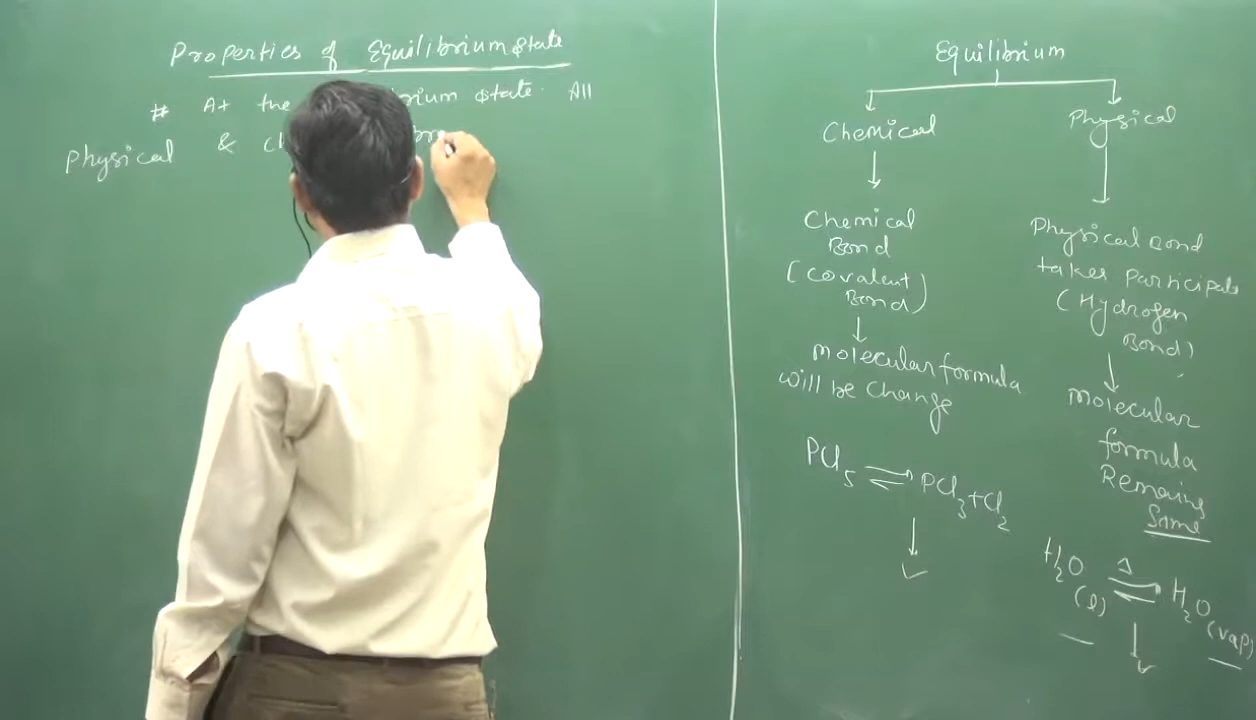 Properties of Equilibrium State
# At the rium State. All
Physical &
Equilibrium
Chemical
Physical
Chemical
Bond
(Covalent
Bond)
Molecular formula
will be change
PCl5 ⇌ PCl3+Cl2
Physical Bond
takes participate
(Hydrogen
Bond)
Molecular
formula
Remains
Same
H2O Δ ⇌ H2O
(l) (vap)